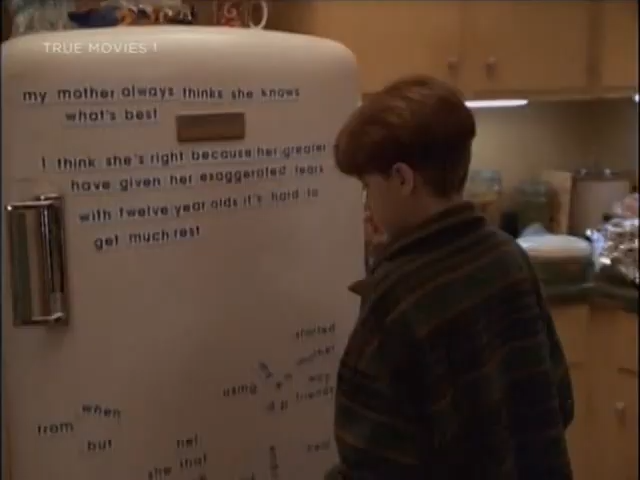 TRUE MOVIES 1
my mother always thinks she knows
what's best
I think she's right because her greater
have given her exaggerated fears
with twelve year olds it's hard to
get much rest
started
another
using way
friends
when
from
but
her
she that